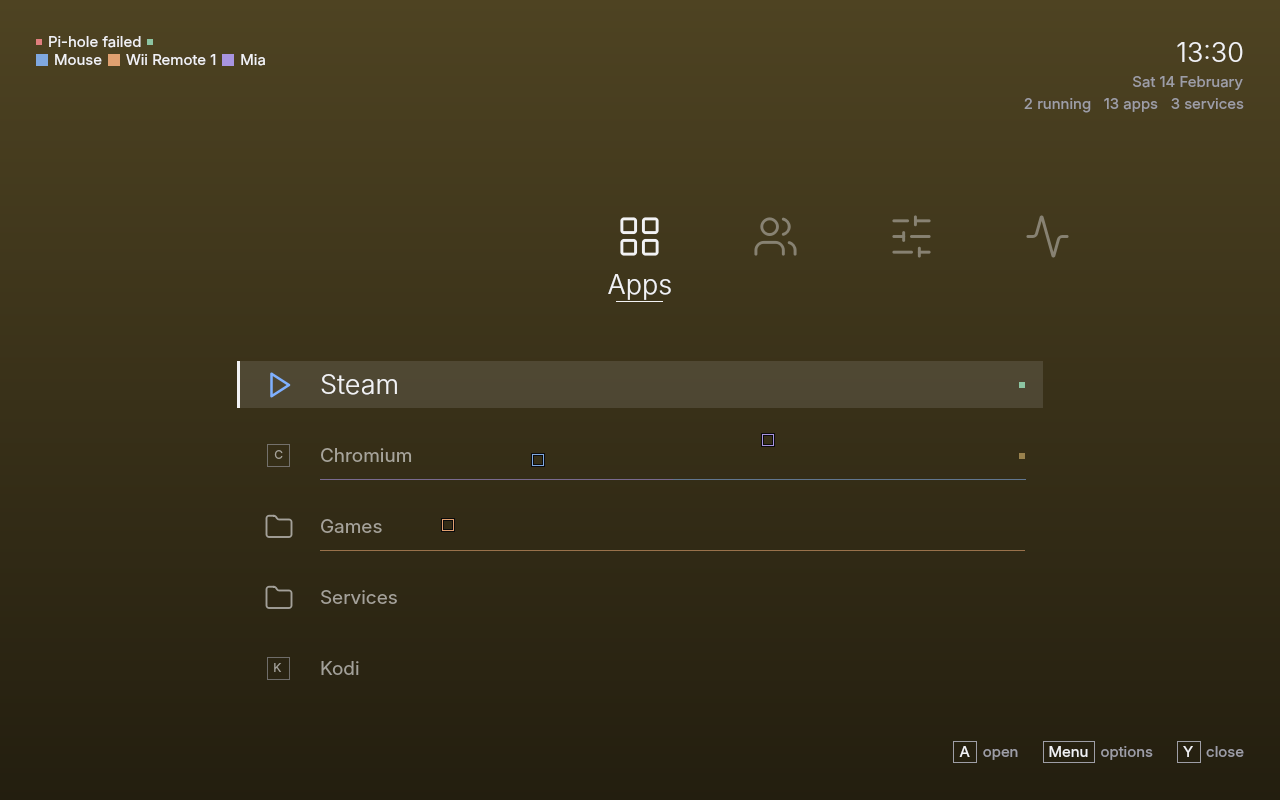 Pi-hole failed
Mouse Wii Remote 1 Mia
13:30
Sat 14 February
2 running 13 apps 3 services
Apps
Steam
C Chromium
Games
Services
K Kodi
A open Menu options Y close